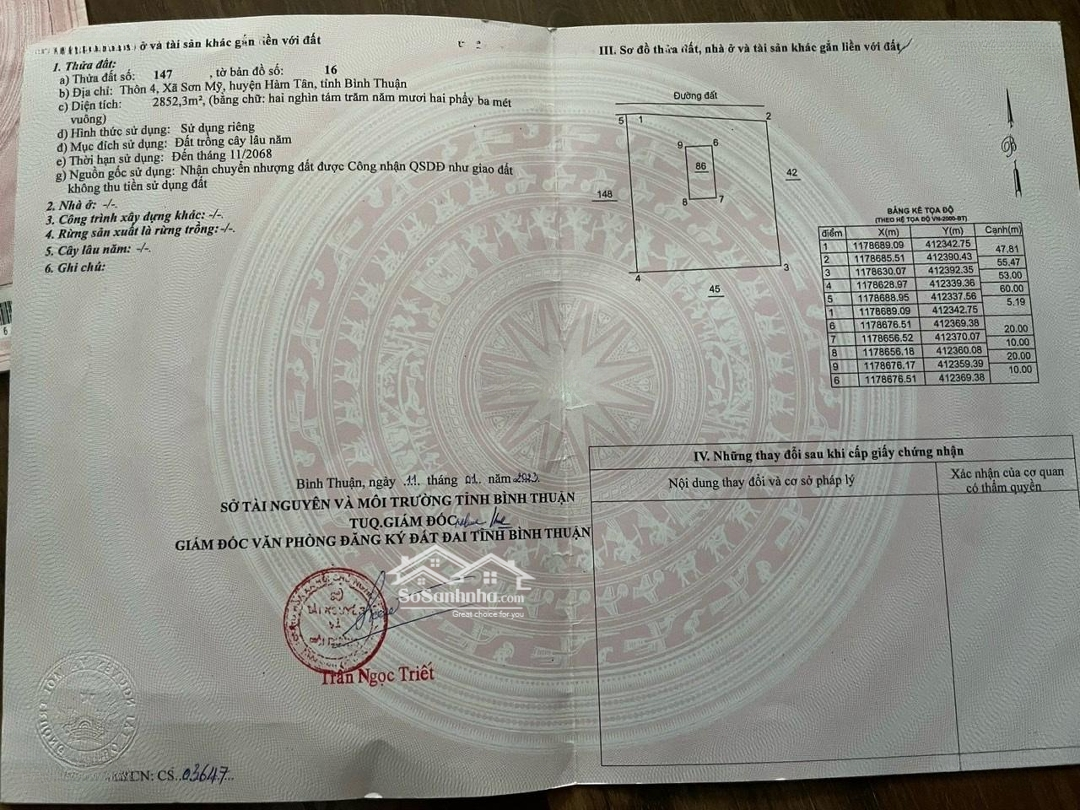 ở và tài sản khác gắn liền với đất
1. Thửa đất:
a) Thửa đất số: 147 , tờ bản đồ số: 16
b) Địa chỉ: Thôn 4, Xã Sơn Mỹ, huyện Hàm Tân, tỉnh Bình Thuận
c) Diện tích: 2852,3m², (bằng chữ: hai nghìn tám trăm năm mươi hai phẩy ba mét
vuông)
d) Hình thức sử dụng: Sử dụng riêng
đ) Mục đích sử dụng: Đất trồng cây lâu năm
e) Thời hạn sử dụng: Đến tháng 11/2068
g) Nguồn gốc sử dụng: Nhận chuyển nhượng đất được Công nhận QSDĐ như giao đất
không thu tiền sử dụng đất
2. Nhà ở: -/-.
3. Công trình xây dựng khác: -/-.
4. Rừng sản xuất là rừng trồng: -/-.
5. Cây lâu năm: -/-.
6. Ghi chú:
Bình Thuận, ngày 11 tháng 01 năm 2023
SỞ TÀI NGUYÊN VÀ MÔI TRƯỜNG TỈNH BÌNH THUẬN
TUQ.GIÁM ĐỐC
GIÁM ĐỐC VĂN PHÒNG ĐĂNG KÝ ĐẤT ĐAI TỈNH BÌNH THUẬN
SoSanhnha.com
Great choice for you
Trần Ngọc Triết
CS 03647
III. Sơ đồ thửa đất, nhà ở và tài sản khác gắn liền với đất
Đường đất
5 1 2
9 6
86
42
148
8 7
4 3
45
BẢNG KÊ TỌA ĐỘ
(THEO HỆ TỌA ĐỘ VN-2000-BT)
điểm X(m) Y(m) Cạnh(m)
1 1178689.09 412342.75
47.81
2 1178685.51 412390.43
55.47
3 1178630.07 412392.35
53.00
4 1178628.97 412339.36
60.00
5 1178688.95 412337.56
5.19
1 1178689.09 412342.75
6 1178676.51 412369.38
20.00
7 1178656.52 412370.07
10.00
8 1178656.18 412360.08
20.00
9 1178676.17 412359.39
10.00
6 1178676.51 412369.38
IV. Những thay đổi sau khi cấp giấy chứng nhận
Nội dung thay đổi và cơ sở pháp lý
Xác nhận của cơ quan
có thẩm quyền